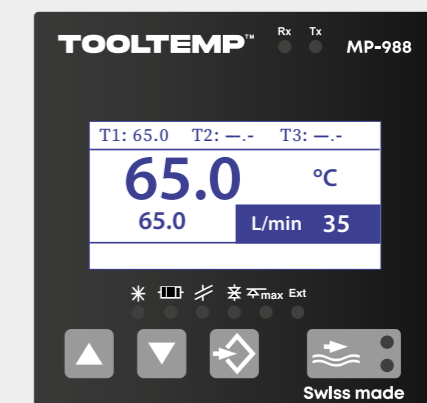 TOOLTEMP™ Rx Tx MP-988
T1: 65.0 T2: —.- T3: —.-
65.0 °C
65.0 L/min 35
max Ext
Swiss made